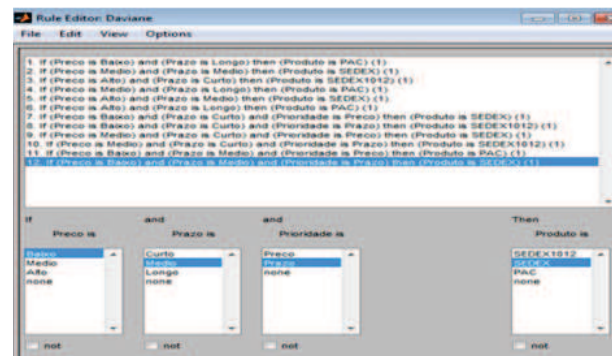 Rule Editor: Daviane
File Edit View Options
1. If (Preco is Baixo) and (Prazo is Longo) then (Produto is PAC) (1)
2. If (Preco is Medio) and (Prazo is Medio) then (Produto is SEDEX) (1)
3. If (Preco is Alto) and (Prazo is Curto) then (Produto is SEDEX1012) (1)
4. If (Preco is Medio) and (Prazo is Longo) then (Produto is PAC) (1)
5. If (Preco is Alto) and (Prazo is Medio) then (Produto is SEDEX) (1)
6. If (Preco is Alto) and (Prazo is Longo) then (Produto is PAC) (1)
7. If (Preco is Baixo) and (Prazo is Curto) and (Prioridade is Preco) then (Produto is SEDEX) (1)
8. If (Preco is Baixo) and (Prazo is Curto) and (Prioridade is Prazo) then (Produto is SEDEX1012) (1)
9. If (Preco is Medio) and (Prazo is Curto) and (Prioridade is Preco) then (Produto is SEDEX) (1)
10. If (Preco is Medio) and (Prazo is Curto) and (Prioridade is Prazo) then (Produto is SEDEX1012) (1)
11. If (Preco is Baixo) and (Prazo is Medio) and (Prioridade is Preco) then (Produto is PAC) (1)
12. If (Preco is Baixo) and (Prazo is Medio) and (Prioridade is Prazo) then (Produto is SEDEX) (1)
If and and Then
Preco is Prazo is Prioridade is Produto is
Baixo Curto Preco SEDEX1012
Medio Medio Prazo SEDEX
Alto Longo none PAC
none none none
not not not not